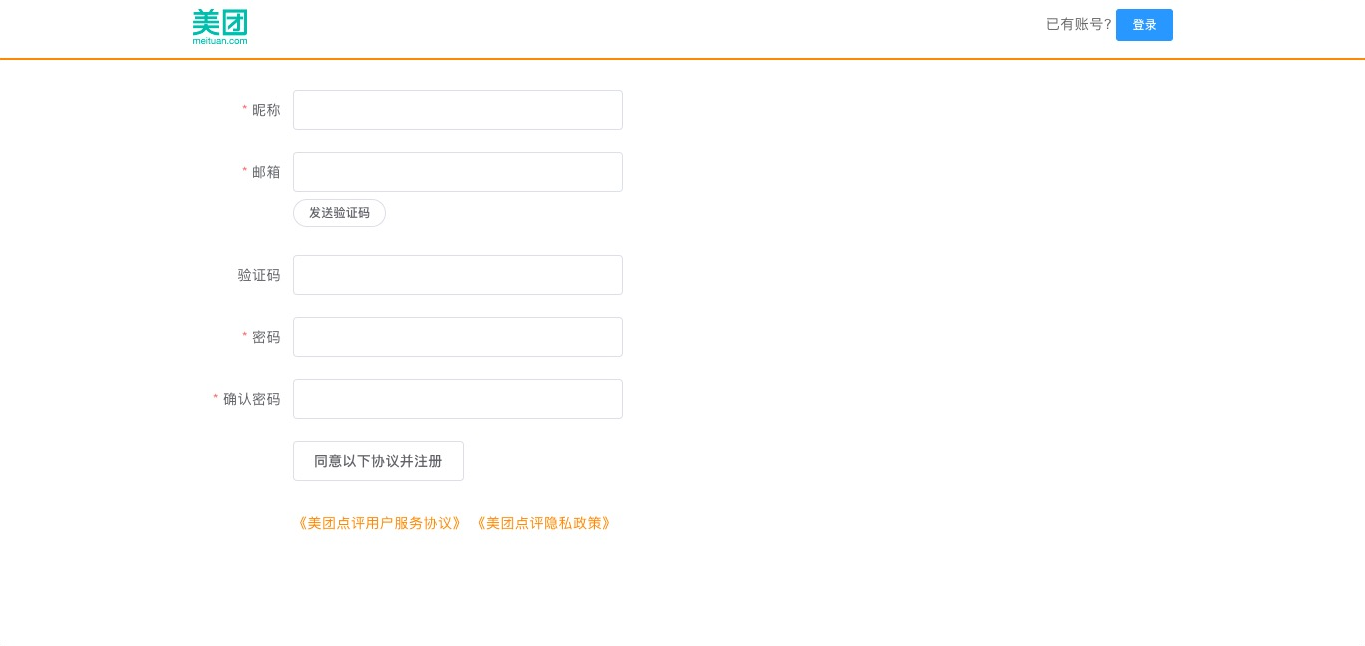 美团
meituan.com
已有账号? 登录
* 昵称
* 邮箱
发送验证码
验证码
* 密码
* 确认密码
同意以下协议并注册
《美团点评用户服务协议》 《美团点评隐私政策》